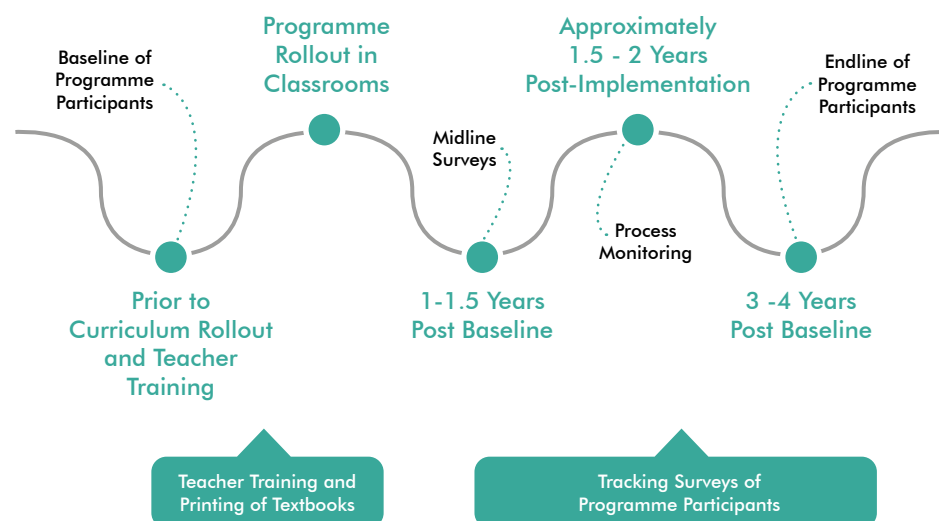 Baseline of
Programme
Participants
Prior to
Curriculum Rollout
and Teacher
Training
Programme
Rollout in
Classrooms
Midline
Surveys
1-1.5 Years
Post Baseline
Approximately
1.5 - 2 Years
Post-Implementation
Process
Monitoring
Endline of
Programme
Participants
3 -4 Years
Post Baseline
Teacher Training and
Printing of Textbooks
Tracking Surveys of
Programme Participants